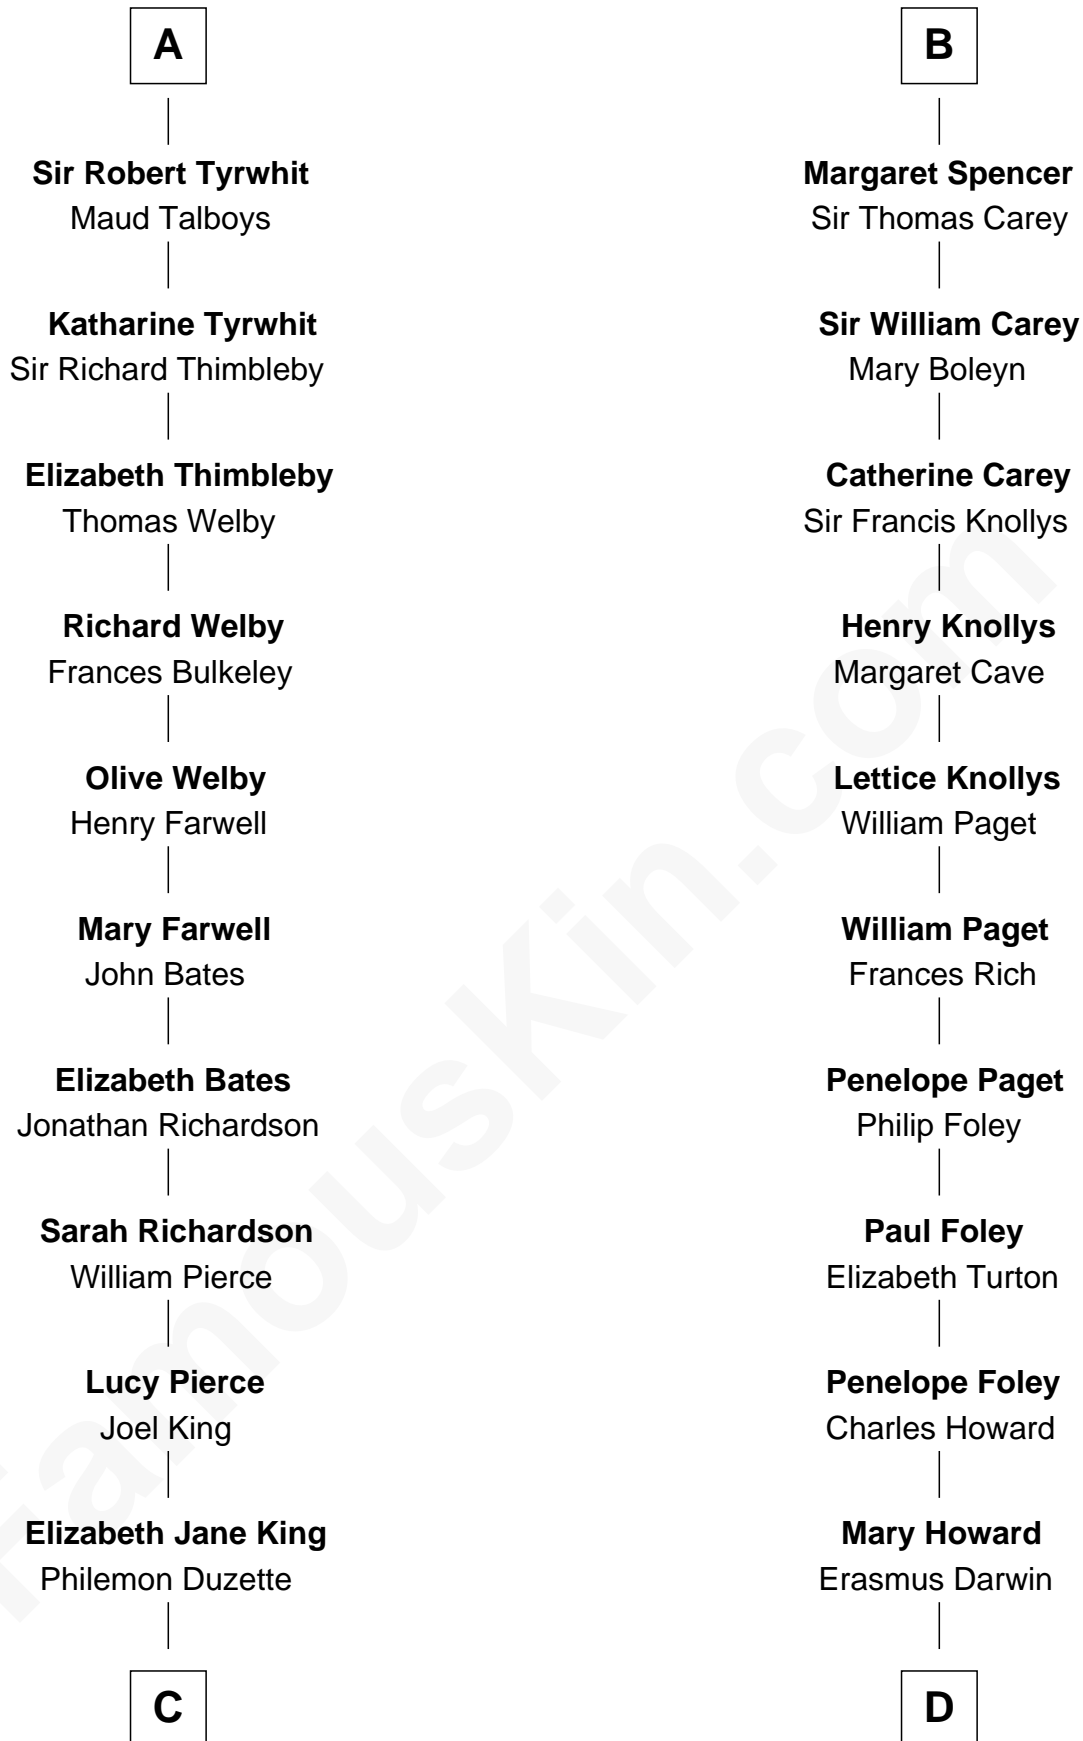 A
Sir Robert Tyrwhit
Maud Talboys
Katharine Tyrwhit
Sir Richard Thimbleby
Elizabeth Thimbleby
Thomas Welby
Richard Welby
Frances Bulkeley
Olive Welby
Henry Farwell
Mary Farwell
John Bates
Elizabeth Bates
Jonathan Richardson
Sarah Richardson
William Pierce
Lucy Pierce
Joel King
Elizabeth Jane King
Philemon Duzette
C
B
Margaret Spencer
Sir Thomas Carey
Sir William Carey
Mary Boleyn
Catherine Carey
Sir Francis Knollys
Henry Knollys
Margaret Cave
Lettice Knollys
William Paget
William Paget
Frances Rich
Penelope Paget
Philip Foley
Paul Foley
Elizabeth Turton
Penelope Foley
Charles Howard
Mary Howard
Erasmus Darwin
D
FamousKin.com